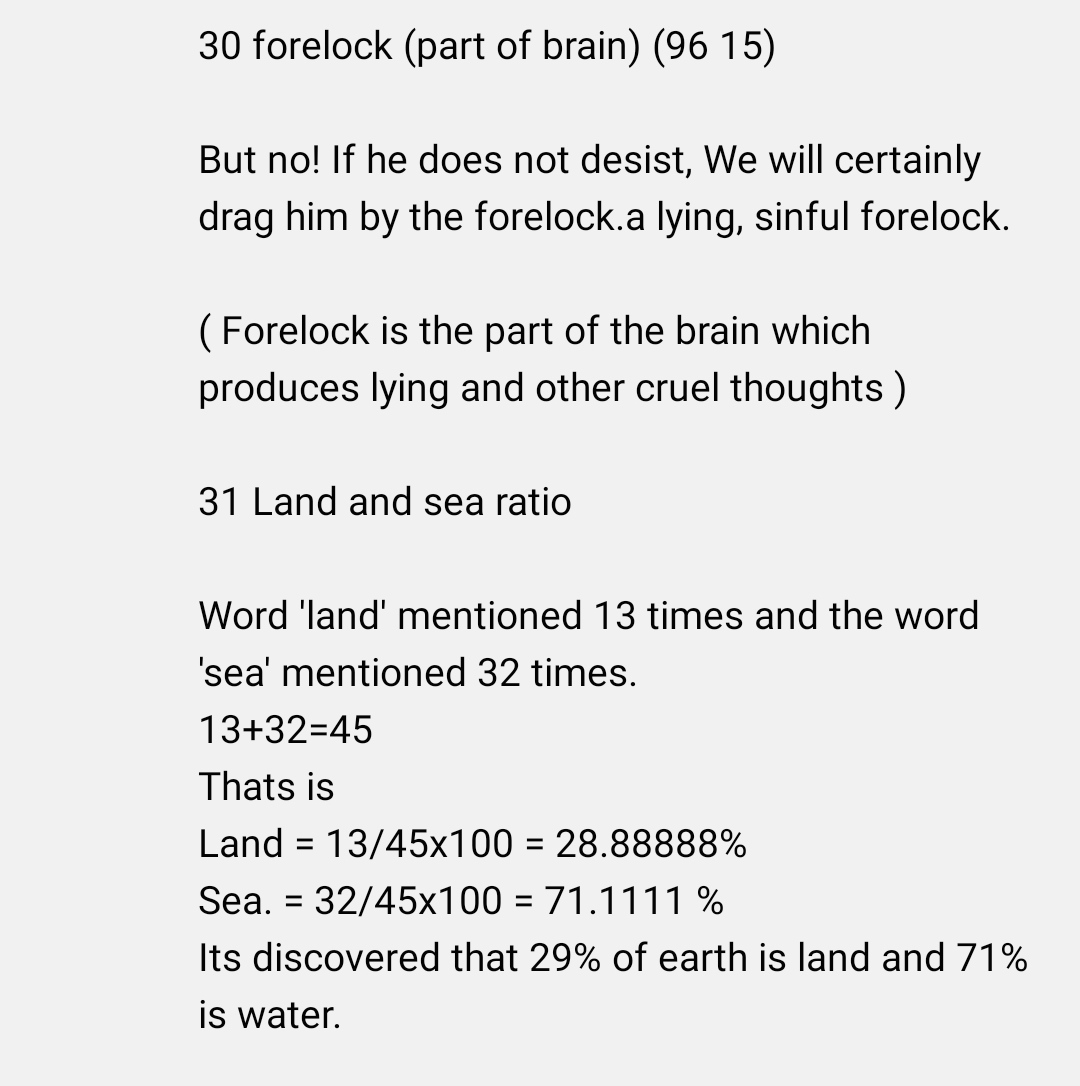 30 forelock (part of brain) (96 15)
But no! If he does not desist, We will certainly
drag him by the forelock.a lying, sinful forelock.
( Forelock is the part of the brain which
produces lying and other cruel thoughts )
31 Land and sea ratio
Word 'land' mentioned 13 times and the word
'sea' mentioned 32 times.
13+32=45
Thats is
Land = 13/45x100 = 28.88888%
Sea. = 32/45x100 = 71.1111 %
Its discovered that 29% of earth is land and 71%
is water.